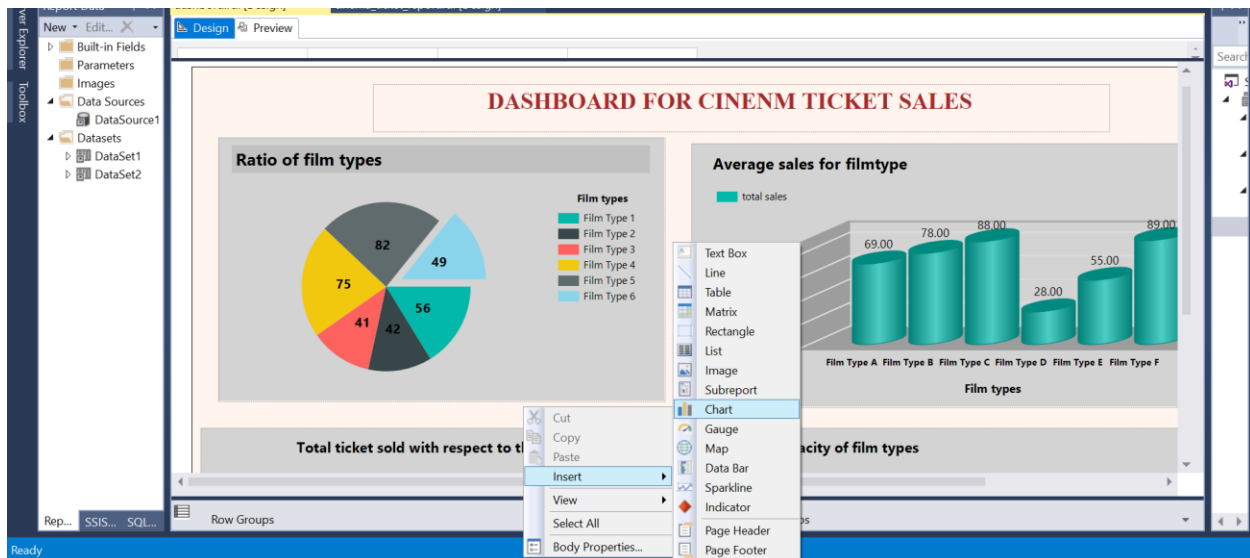 New Edit...
Built-in Fields
Parameters
Images
Data Sources
DataSource1
Datasets
DataSet1
DataSet2
Toolbox
Design Preview
Search
DASHBOARD FOR CINENM TICKET SALES
Ratio of film types
82
49
75
56
41
42
Film types
Film Type 1
Film Type 2
Film Type 3
Film Type 4
Film Type 5
Film Type 6
Average sales for filmtype
total sales
69.00
78.00
88.00
28.00
55.00
89.00
Film Type A Film Type B Film Type C Film Type D Film Type E Film Type F
Film types
Total ticket sold with respect to
of film types
Cut
Copy
Paste
Insert
View
Select All
Body Properties...
Text Box
Line
Table
Matrix
Rectangle
List
Image
Subreport
Chart
Gauge
Map
Data Bar
Sparkline
Indicator
Page Header
Page Footer
Row Groups
Rep... SSIS... SQL...
Ready